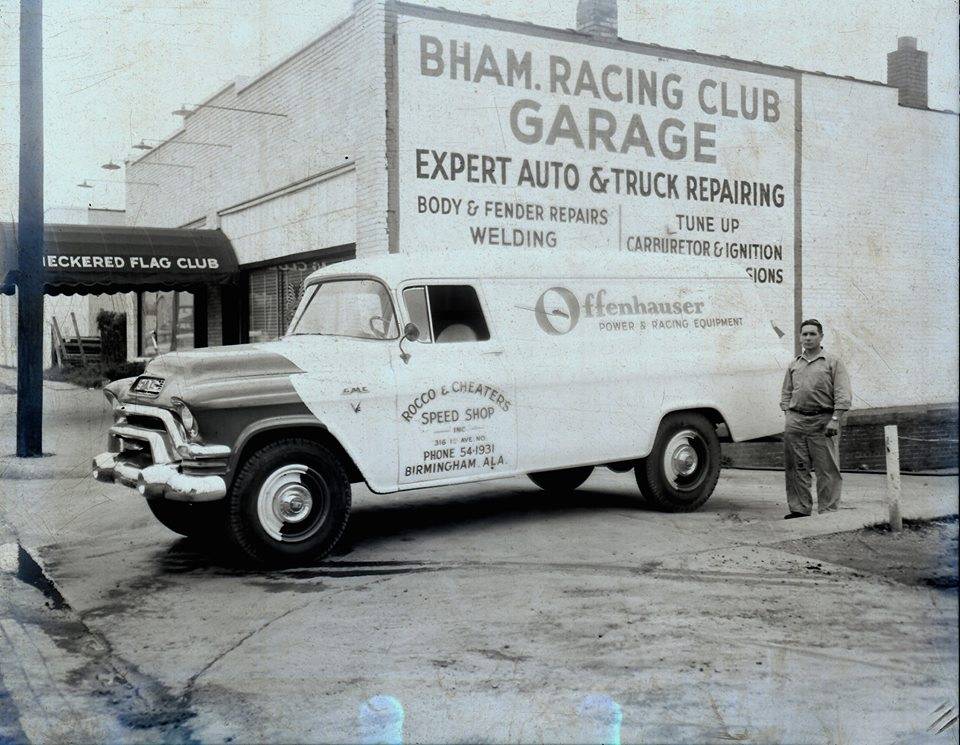 BHAM. RACING CLUB
GARAGE
EXPERT AUTO & TRUCK REPAIRING
BODY & FENDER REPAIRS
WELDING
TUNE UP
CARBURETOR & IGNITION
SIONS
ECKERED FLAG CLUB
Offenhauser
POWER & RACING EQUIPMENT
GMC
G.M.C.
V
ROCCO & CHEATERS
SPEED SHOP
INC.
PHONE 54-1931
BIRMINGHAM. ALA.